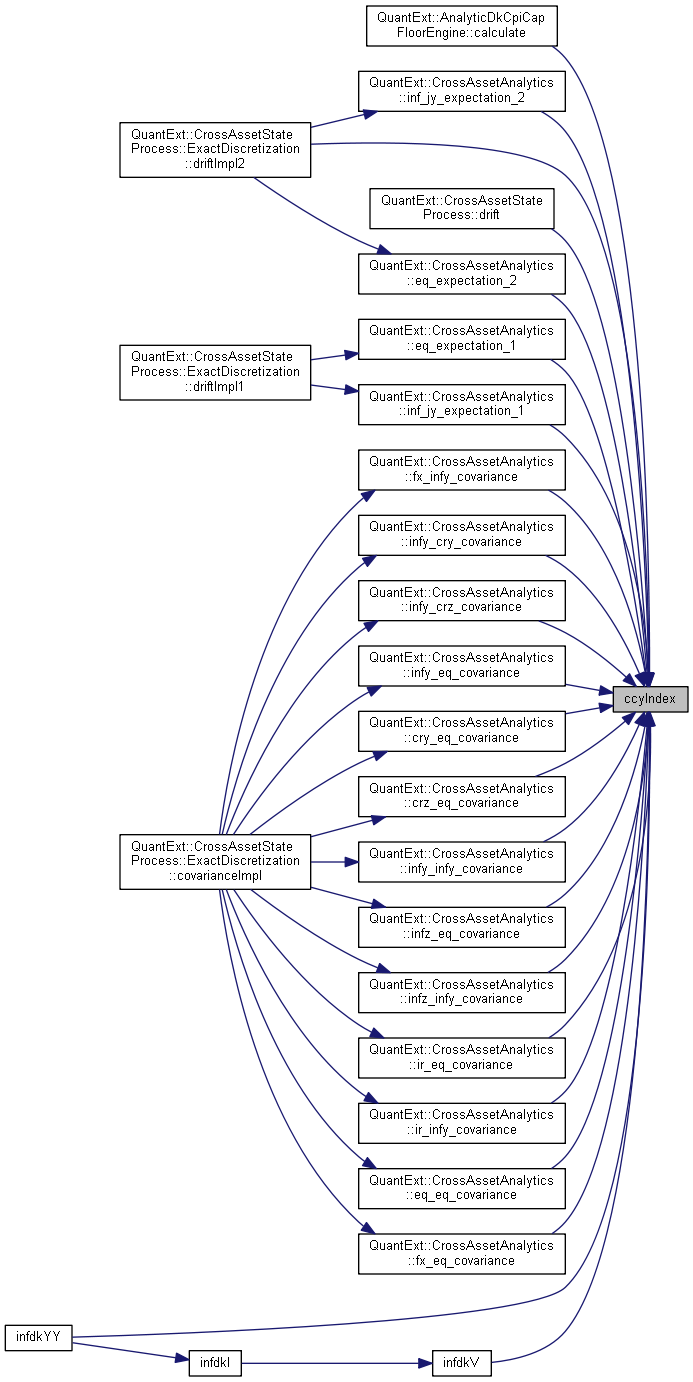 QuantExt::AnalyticDkCpiCap
FloorEngine::calculate
QuantExt::CrossAssetAnalytics
::inf_jy_expectation_2
QuantExt::CrossAssetState
Process::ExactDiscretization
::driftImpl2
QuantExt::CrossAssetState
Process::drift
QuantExt::CrossAssetAnalytics
::eq_expectation_2
QuantExt::CrossAssetAnalytics
::eq_expectation_1
QuantExt::CrossAssetState
Process::ExactDiscretization
::driftImpl1
QuantExt::CrossAssetAnalytics
::inf_jy_expectation_1
QuantExt::CrossAssetAnalytics
::fx_infy_covariance
QuantExt::CrossAssetAnalytics
::infy_cry_covariance
QuantExt::CrossAssetAnalytics
::infy_crz_covariance
QuantExt::CrossAssetAnalytics
::infy_eq_covariance
ccyIndex
QuantExt::CrossAssetAnalytics
::cry_eq_covariance
QuantExt::CrossAssetAnalytics
::crz_eq_covariance
QuantExt::CrossAssetState
Process::ExactDiscretization
::covarianceImpl
QuantExt::CrossAssetAnalytics
::infy_infy_covariance
QuantExt::CrossAssetAnalytics
::infz_eq_covariance
QuantExt::CrossAssetAnalytics
::infz_infy_covariance
QuantExt::CrossAssetAnalytics
::ir_eq_covariance
QuantExt::CrossAssetAnalytics
::ir_infy_covariance
QuantExt::CrossAssetAnalytics
::eq_eq_covariance
QuantExt::CrossAssetAnalytics
::fx_eq_covariance
infdkYY
infdkI
infdkV